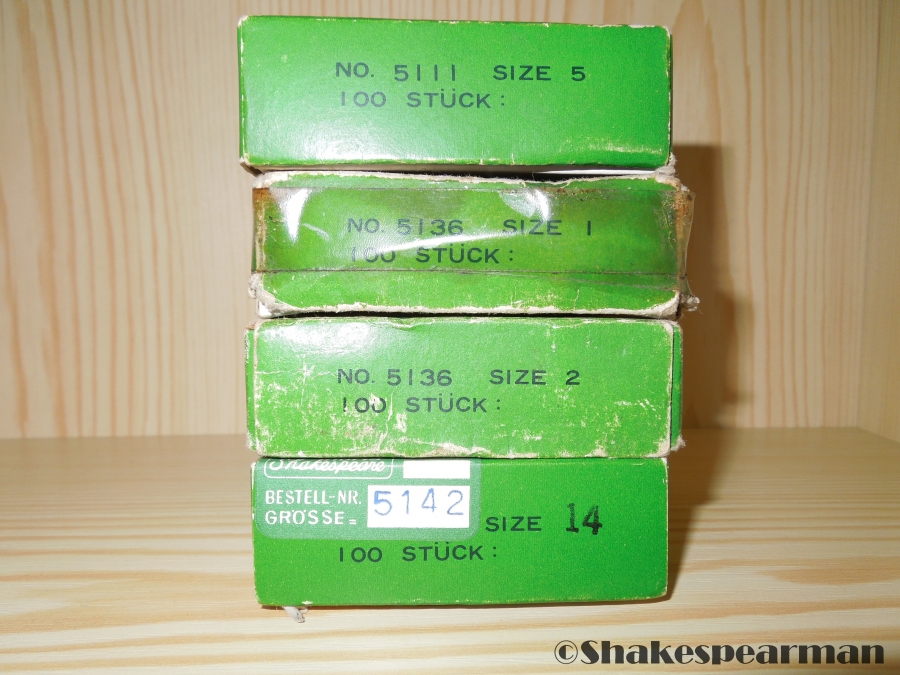 NO. 5111 SIZE 5
100 STÜCK:
NO. 5136 SIZE 1
100 STÜCK:
NO. 5136 SIZE 2
100 STÜCK:
Shakespeare
BESTELL-NR.
GRÖSSE = 5142
SIZE 14
100 STÜCK:
©Shakespearman